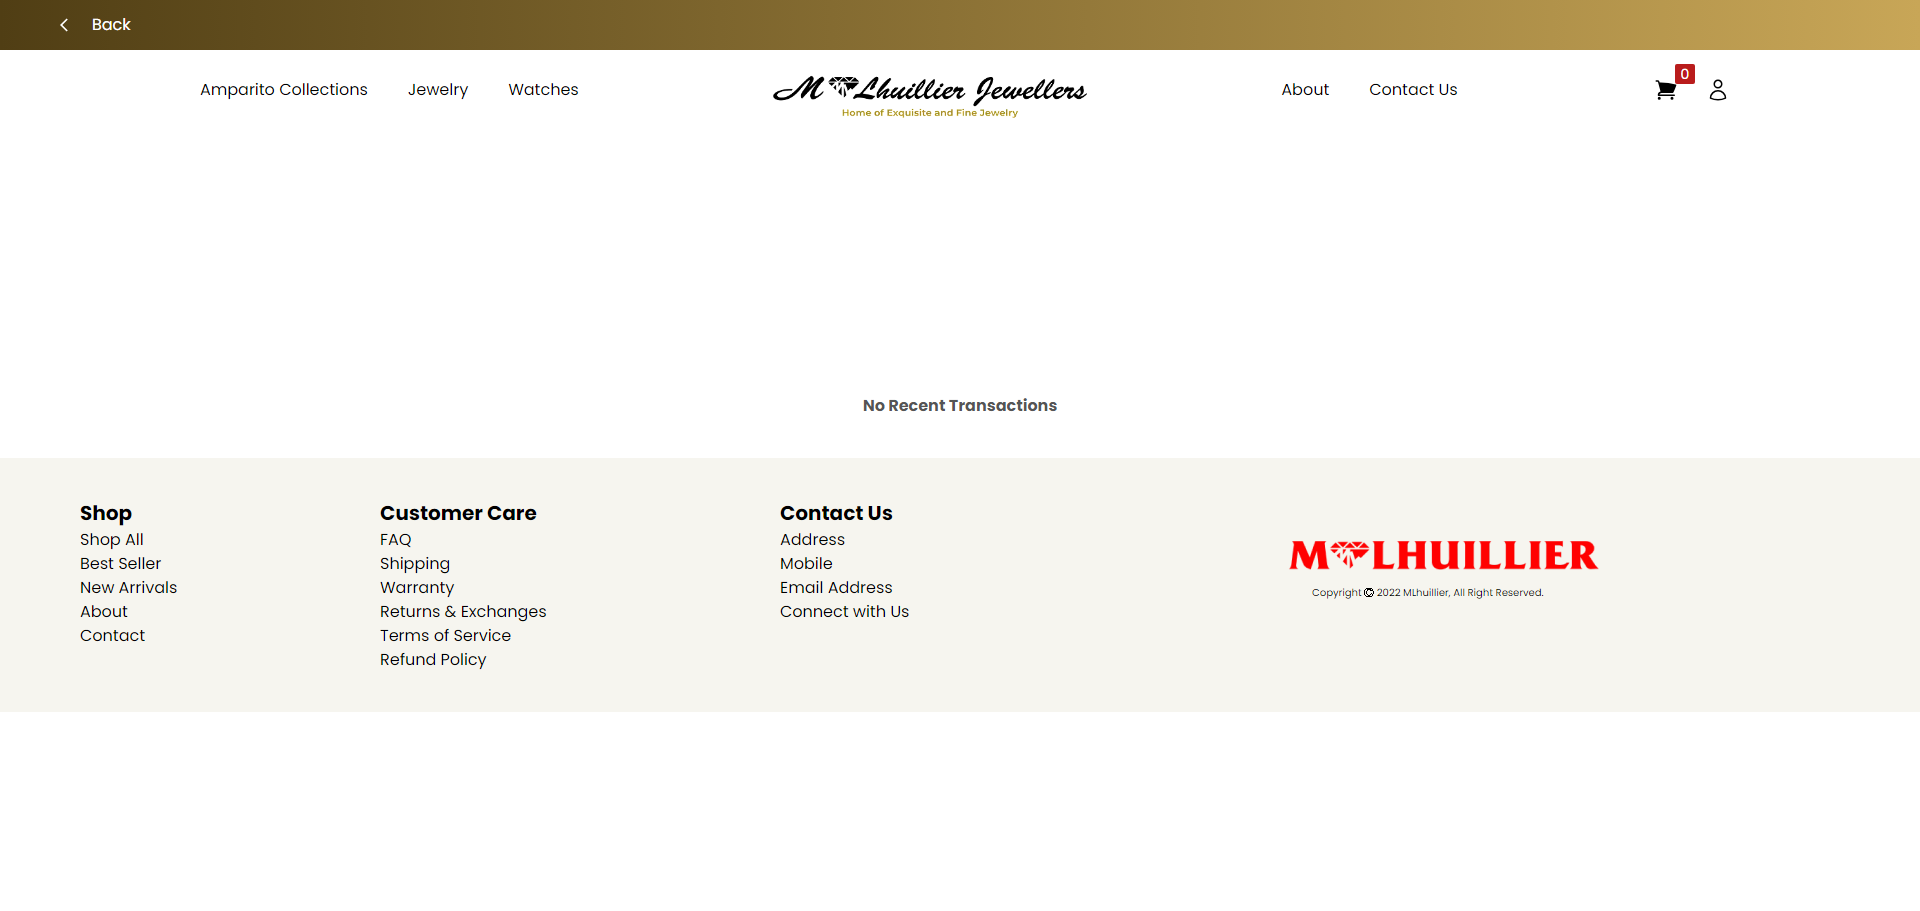 Back
Amparito Collections
Jewelry
Watches
M Lhuillier Jewellers
Home of Exquisite and Fine Jewelry
About
Contact Us
0
No Recent Transactions
Shop
Shop All
Best Seller
New Arrivals
About
Contact
Customer Care
FAQ
Shipping
Warranty
Returns & Exchanges
Terms of Service
Refund Policy
Contact Us
Address
Mobile
Email Address
Connect with Us
M LHUILLIER
Copyright © 2022 MLhuillier, All Right Reserved.